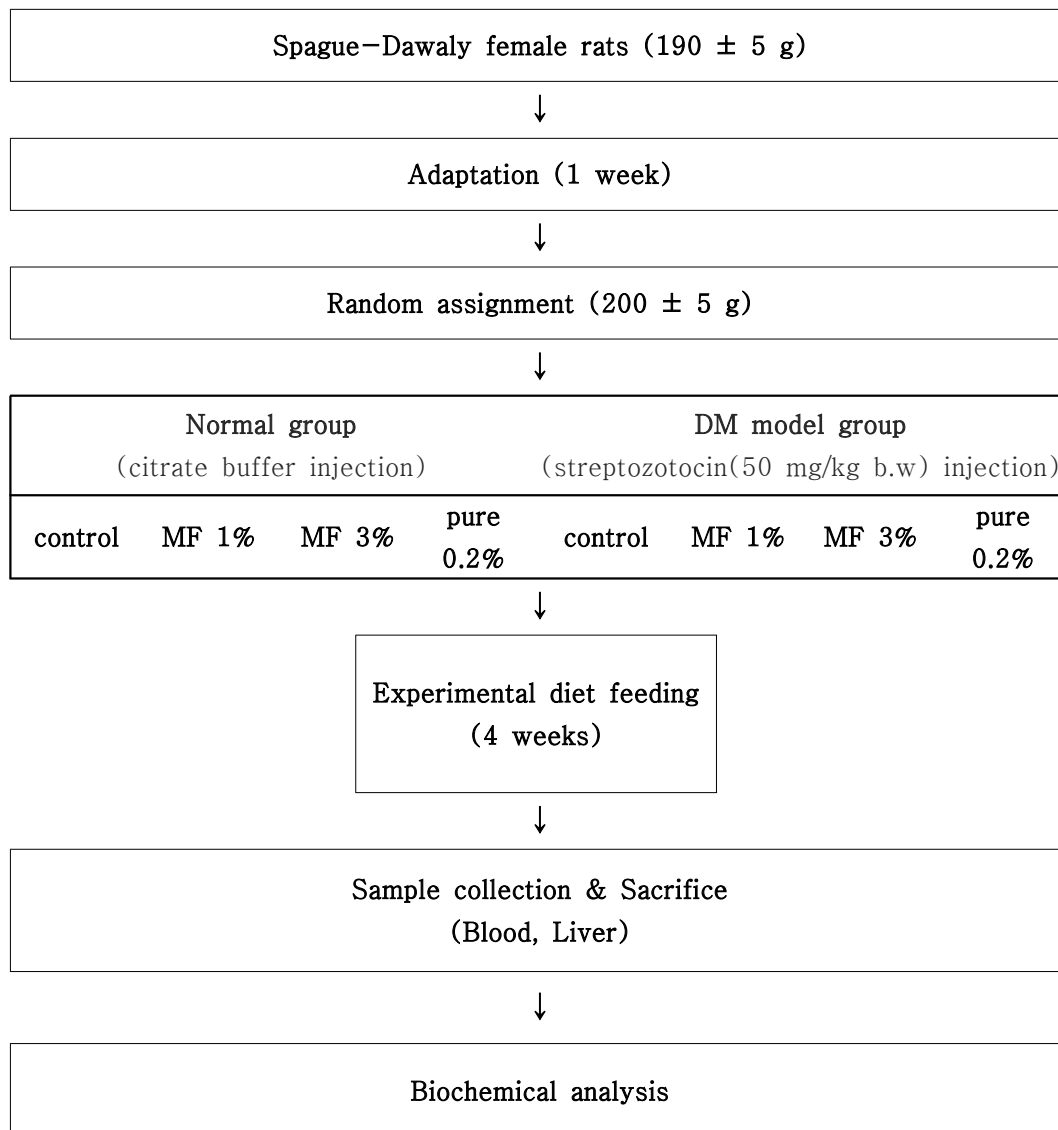 Spague-Dawaly female rats (190 ± 5 g)
↓
Adaptation (1 week)
↓
Random assignment (200 ± 5 g)
↓
Normal group
(citrate buffer injection)
DM model group
(streptozotocin(50 mg/kg b.w) injection)
control MF 1% MF 3% pure 0.2% control MF 1% MF 3% pure 0.2%
↓
Experimental diet feeding
(4 weeks)
↓
Sample collection & Sacrifice
(Blood, Liver)
↓
Biochemical analysis